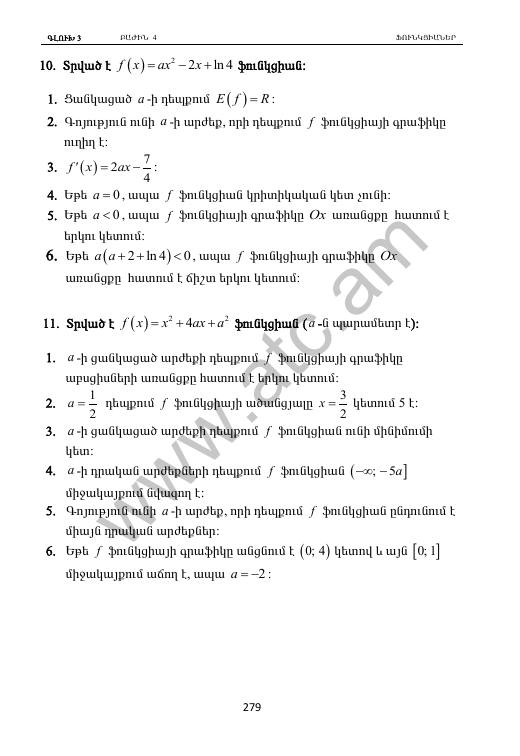 ԳԼՈՒԽ 3 ԲԱԺԻՆ 4 ՖՈՒՆԿՑԻԱՆԵՐ
10. Տրված է f(x) = ax² − 2x + ln 4 ֆունկցիան:
1. Ցանկացած a -ի դեպքում E(f) = R :
2. Գոյություն ունի a -ի արժեք, որի դեպքում f ֆունկցիայի գրաֆիկը
ուղիղ է:
3. f′(x) = 2ax − 7/4 :
4. Եթե a = 0 , ապա f ֆունկցիան կրիտիկական կետ չունի:
5. Եթե a < 0 , ապա f ֆունկցիայի գրաֆիկը Ox առանցքը հատում է
երկու կետում:
6. Եթե a(a + 2 + ln 4) < 0 , ապա f ֆունկցիայի գրաֆիկը Ox
առանցքը հատում է ճիշտ երկու կետում:
11. Տրված է f(x) = x² + 4ax + a² ֆունկցիան (a -ն պարամետր է):
1. a -ի ցանկացած արժեքի դեպքում f ֆունկցիայի գրաֆիկը
աբսցիսների առանցքը հատում է երկու կետում:
2. a = 1/2 դեպքում f ֆունկցիայի ածանցյալը x = 3/2 կետում 5 է:
3. a -ի ցանկացած արժեքի դեպքում f ֆունկցիան ունի մինիմումի
կետ:
4. a -ի դրական արժեքների դեպքում f ֆունկցիան (−∞; −5a]
միջակայքում նվազող է:
5. Գոյություն ունի a -ի արժեք, որի դեպքում f ֆունկցիան ընդունում է
միայն դրական արժեքներ:
6. Եթե f ֆունկցիայի գրաֆիկը անցնում է (0; 4) կետով և այն [0; 1]
միջակայքում աճող է, ապա a = −2 :
www.atc.am
279